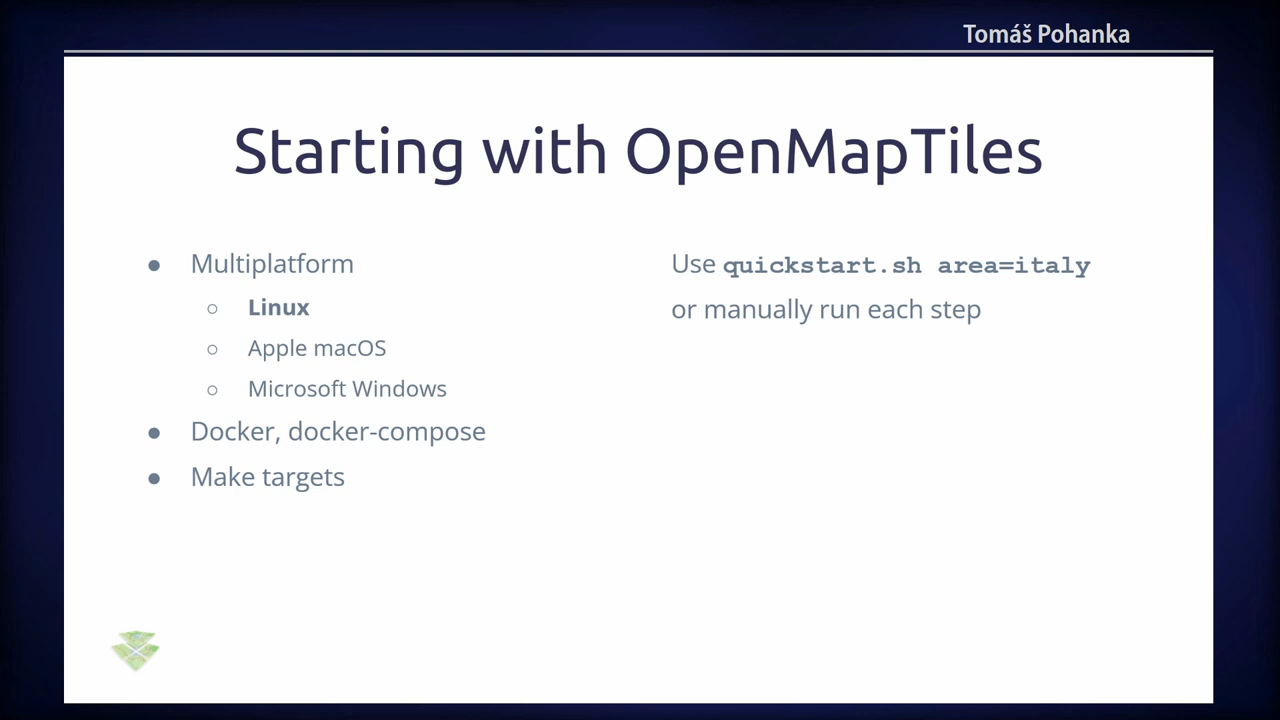 Tomáš Pohanka
Starting with OpenMapTiles
● Multiplatform
○ Linux
○ Apple macOS
○ Microsoft Windows
● Docker, docker-compose
● Make targets
Use quickstart.sh area=italy
or manually run each step